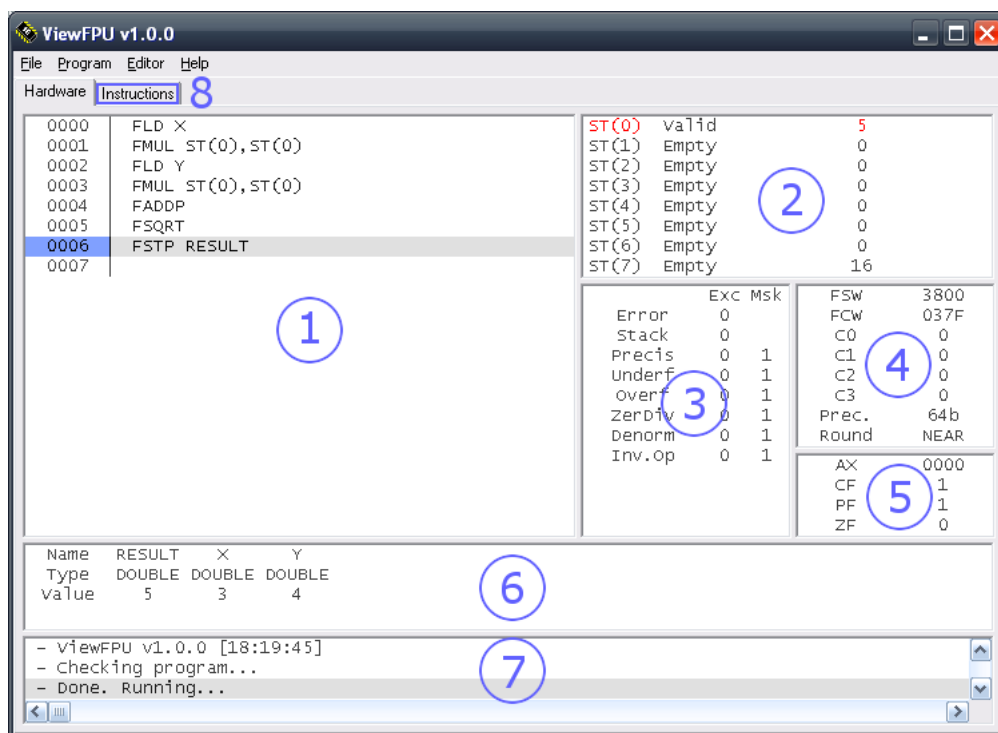 ViewFPU v1.0.0
File Program Editor Help
Hardware Instructions 8
0000 FLD X
0001 FMUL ST(0),ST(0)
0002 FLD Y
0003 FMUL ST(0),ST(0)
0004 FADDP
0005 FSQRT
0006 FSTP RESULT
0007
1
ST(0) Valid 5
ST(1) Empty 0
ST(2) Empty 0
ST(3) Empty 0
ST(4) Empty 0
ST(5) Empty 0
ST(6) Empty 0
ST(7) Empty 16
2
Exc Msk
Error 0
Stack 0
Precis 0 1
Underf 0 1
Overf 0 1
ZerDiv 0 1
Denorm 0 1
Inv.Op 0 1
3
FSW 3800
FCW 037F
C0 0
C1 0
C2 0
C3 0
Prec. 64b
Round NEAR
4
AX 0000
CF 1
PF 1
ZF 0
5
Name RESULT X Y
Type DOUBLE DOUBLE DOUBLE
Value 5 3 4
6
- ViewFPU v1.0.0 [18:19:45]
- Checking program...
- Done. Running...
7